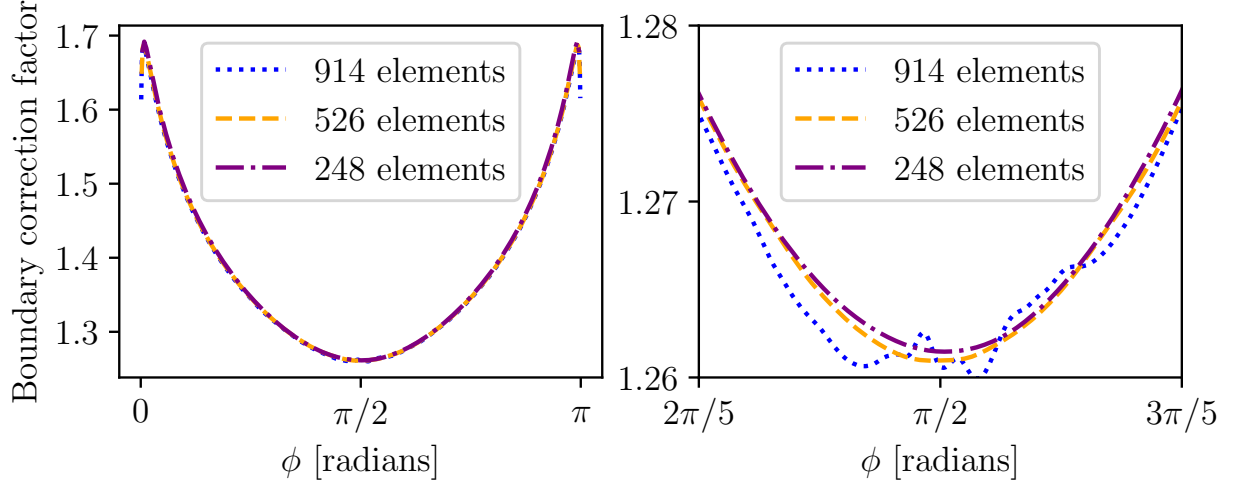 Boundary correction factor
1.7
1.6
1.5
1.4
1.3
0
π/2
π
ϕ [radians]
914 elements
526 elements
248 elements
1.28
1.27
1.26
2π/5
π/2
3π/5
ϕ [radians]
914 elements
526 elements
248 elements